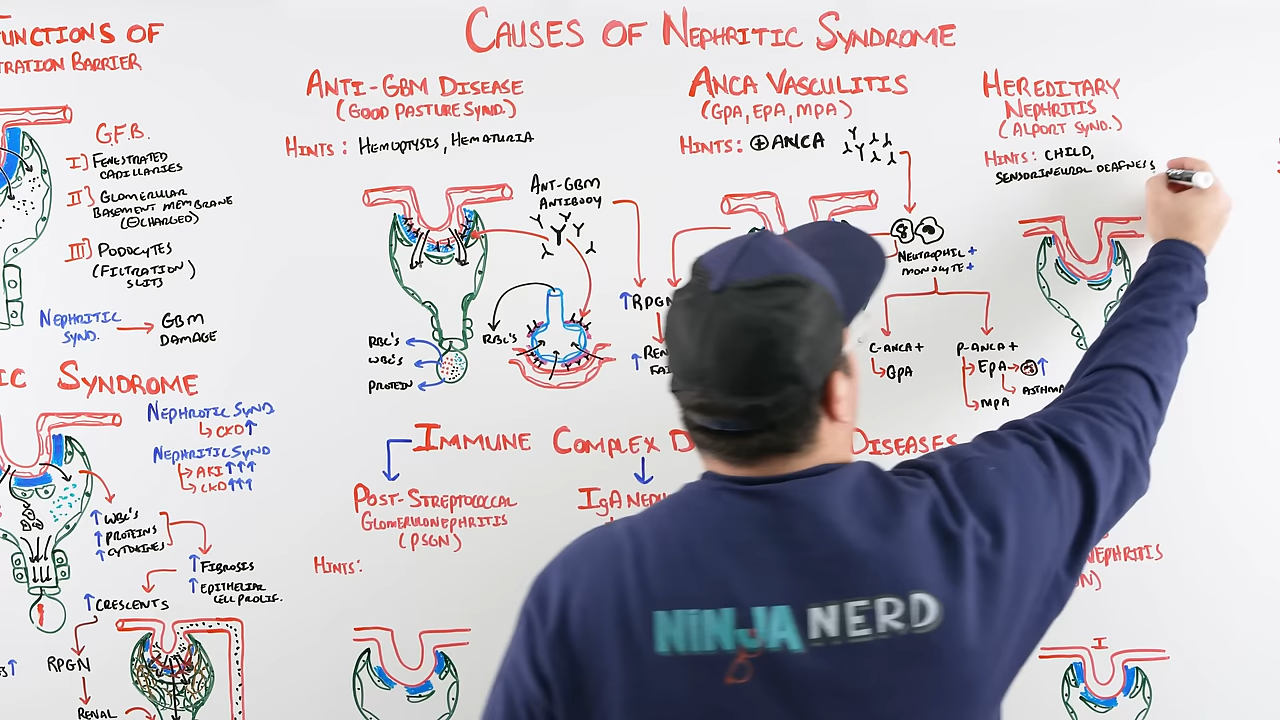 CAUSES OF NEPHRITIC SYNDROME
FUNCTIONS OF
TRATION BARRIER
G.F.B.
I] FENESTRATED
CAPILLARIES
II] GLOMERULAR
BASEMENT MEMBRANE
(⊖CHARGED)
III] PODOCYTES
(FILTRATION)
SLITS
NEPHRITIC
SYND.
→ GBM
DAMAGE
IC SYNDROME
NEPHROTIC SYND
↳ CKD↑
NEPHRITIC SYND
↳ AKI↑↑↑
↳ CKD↑↑↑
↑ WBC'S
↑ PROTEINS
↑ CYTOKINES
↑ FIBROSIS
↑ EPITHELIAL
CELL PROLIF.
↑ CRESCENTS
RPGN
RENAL
ANTI-GBM DISEASE
(GOOD PASTURE SYND.)
HINTS: HEMOPTYSIS, HEMATURIA
ANT-GBM
ANTIBODY
RBC'S
WBC'S
PROTEIN
RBC'S
↑RPGN
↑ REN
FAI
ANCA VASCULITIS
(GPA, EPA, MPA)
HINTS: ⊕ANCA
NEUTROPHIL +
MONOCYTE +
C-ANCA+
↳ GPA
P-ANCA+
EPA → ↑
↳ ASTHMA
↳ MPA
HEREDITARY
NEPHRITIS
(ALPORT SYND.)
HINTS: CHILD,
SENSORINEURAL DEAFNESS
IMMUNE COMPLEX D DISEASES
POST-STREPTOCOCCAL
GLOMERULONEPHRITIS
(PSGN)
HINTS:
IgA NEPH
NEPHRITIS
N)
I
NINJA NERD